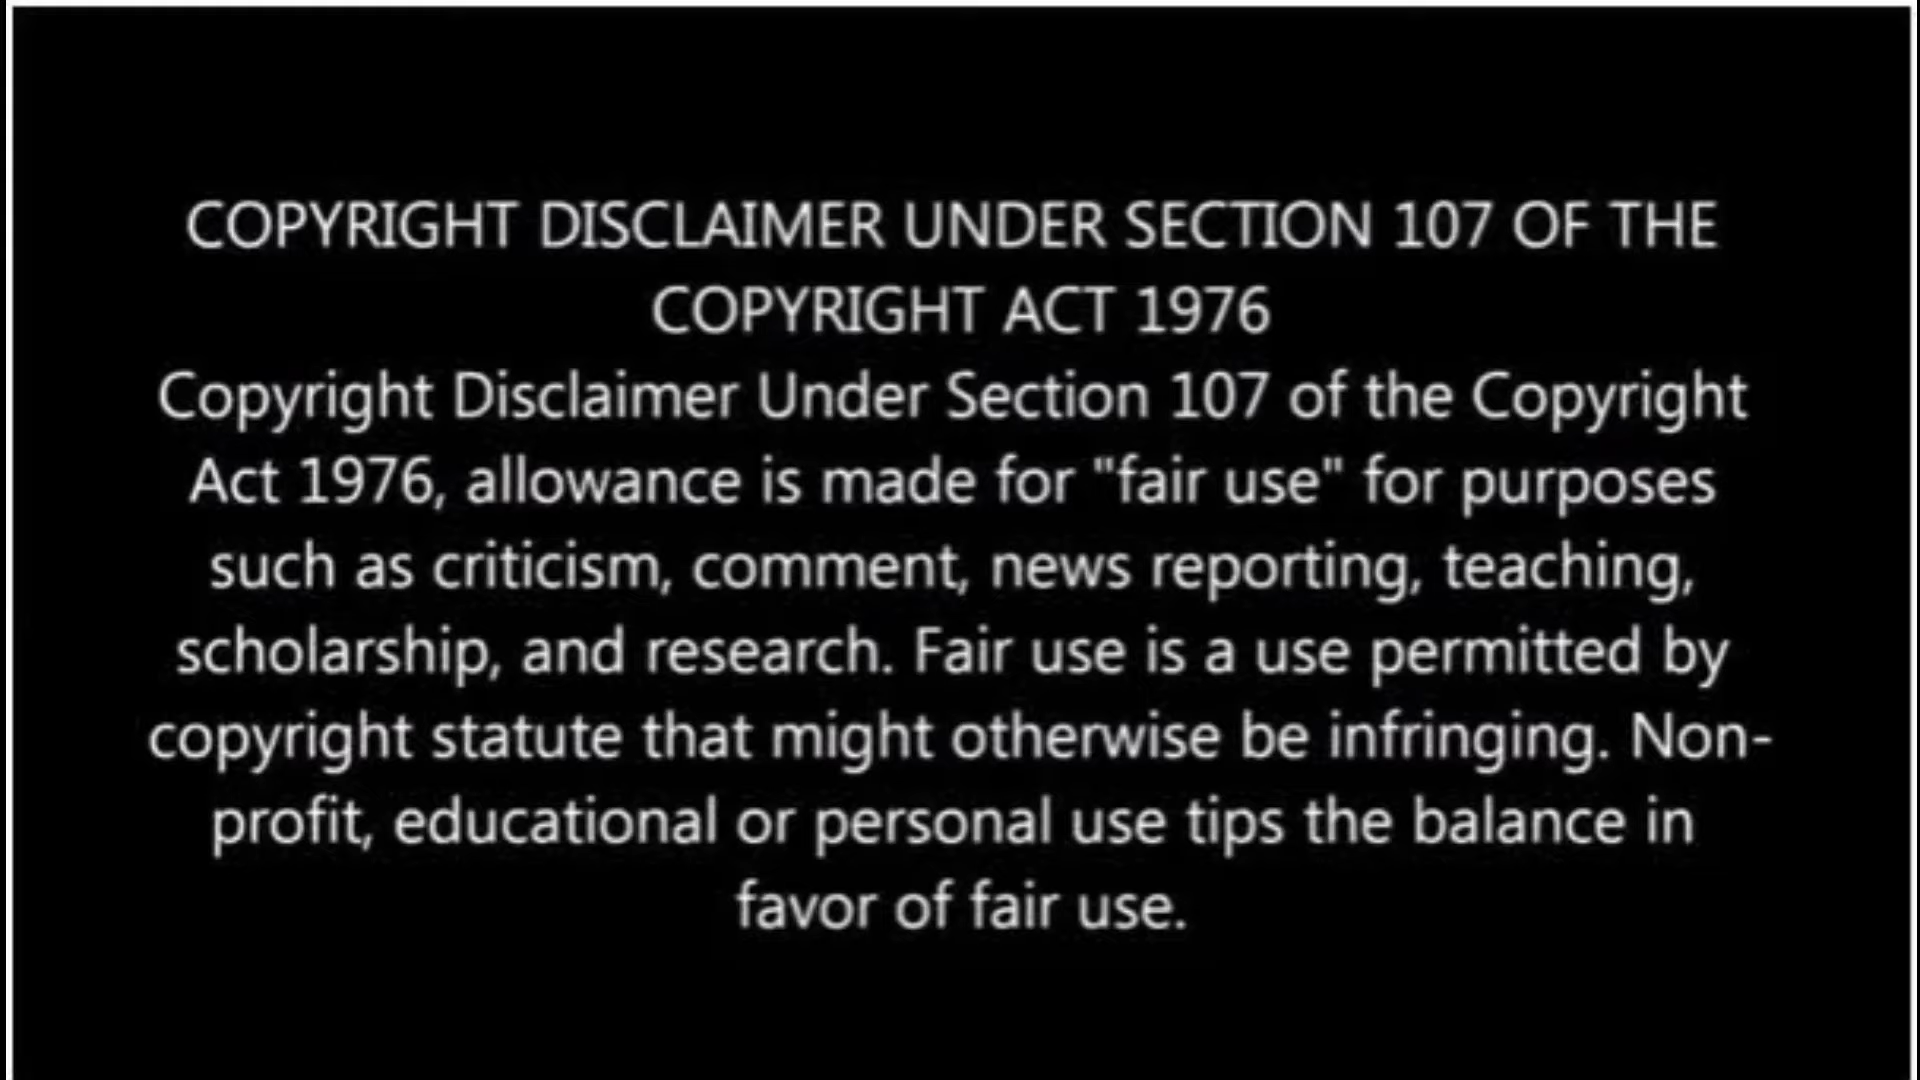 COPYRIGHT DISCLAIMER UNDER SECTION 107 OF THE
COPYRIGHT ACT 1976
Copyright Disclaimer Under Section 107 of the Copyright
Act 1976, allowance is made for "fair use" for purposes
such as criticism, comment, news reporting, teaching,
scholarship, and research. Fair use is a use permitted by
copyright statute that might otherwise be infringing. Non-
profit, educational or personal use tips the balance in
favor of fair use.